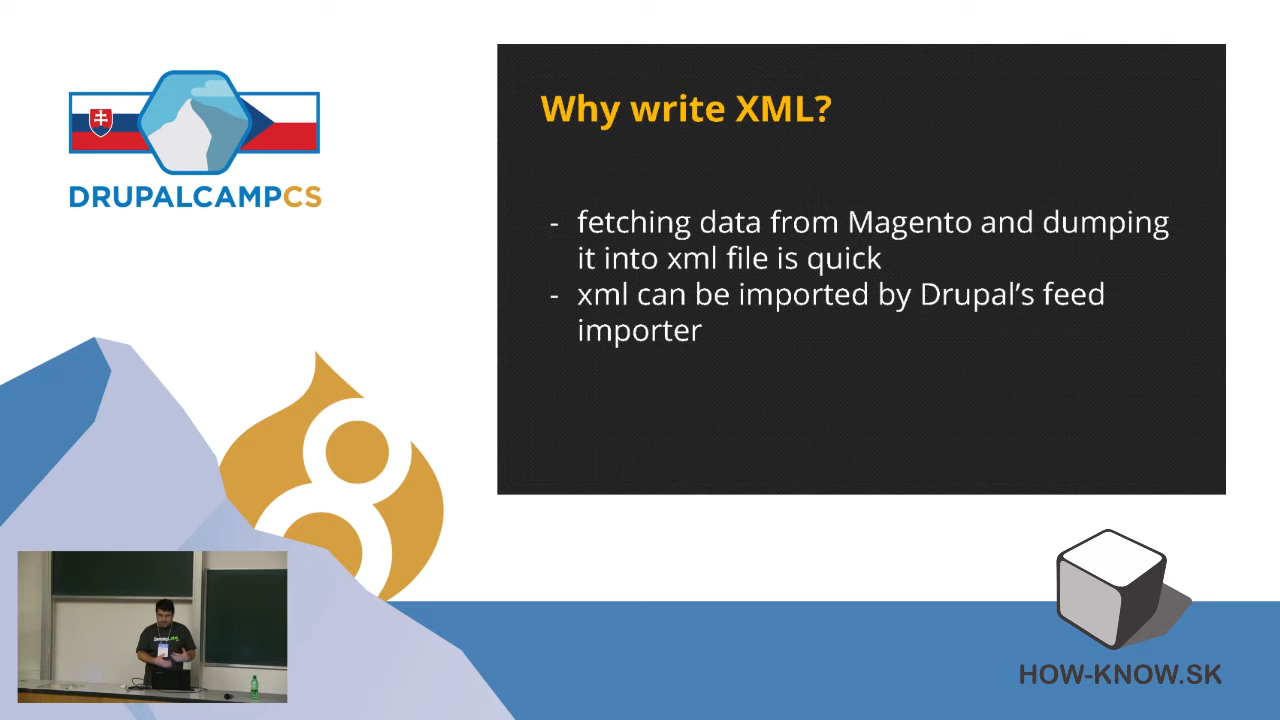 DRUPALCAMPCS
Why write XML?
- fetching data from Magento and dumping
it into xml file is quick
- xml can be imported by Drupal’s feed
importer
HOW-KNOW.SK